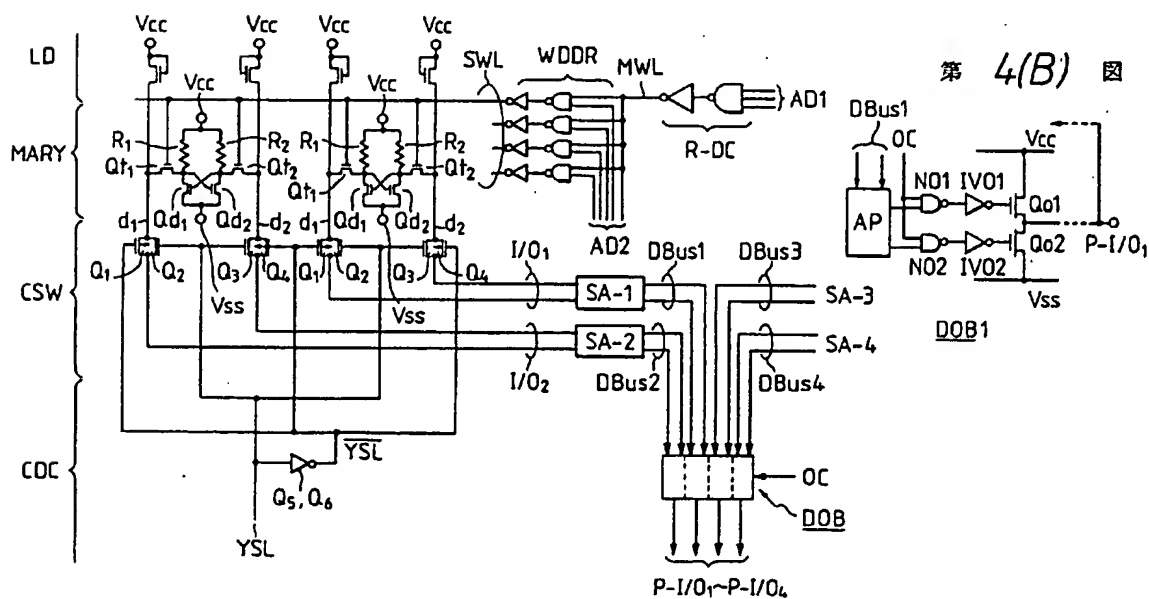 Vcc Vcc Vcc Vcc
LD
SWL WDDR MWL
AD1
R-DC
第 4(B) 図
Vcc Vcc
MARY
R1 R2 R1 R2
Qt1 Qt2 Qt1 Qt2
Qd1 Qd2 Qd1 Qd2
d1 d2 d1 d2
AD2
DBus1 OC
Vcc
NO1 IVO1 Qo1
AP
P-I/O1
NO2 IVO2 Qo2
Vss
DOB1
CSW
Q1 Q2 Q3 Q4 Q1 Q2 Q3 Q4
Vss Vss
I/O1 SA-1 DBus1 DBus3 SA-3
I/O2 SA-2 DBus2 DBus4 SA-4
CDC
YSL
Q5, Q6
YSL
OC
DOB
P-I/O1~P-I/O4